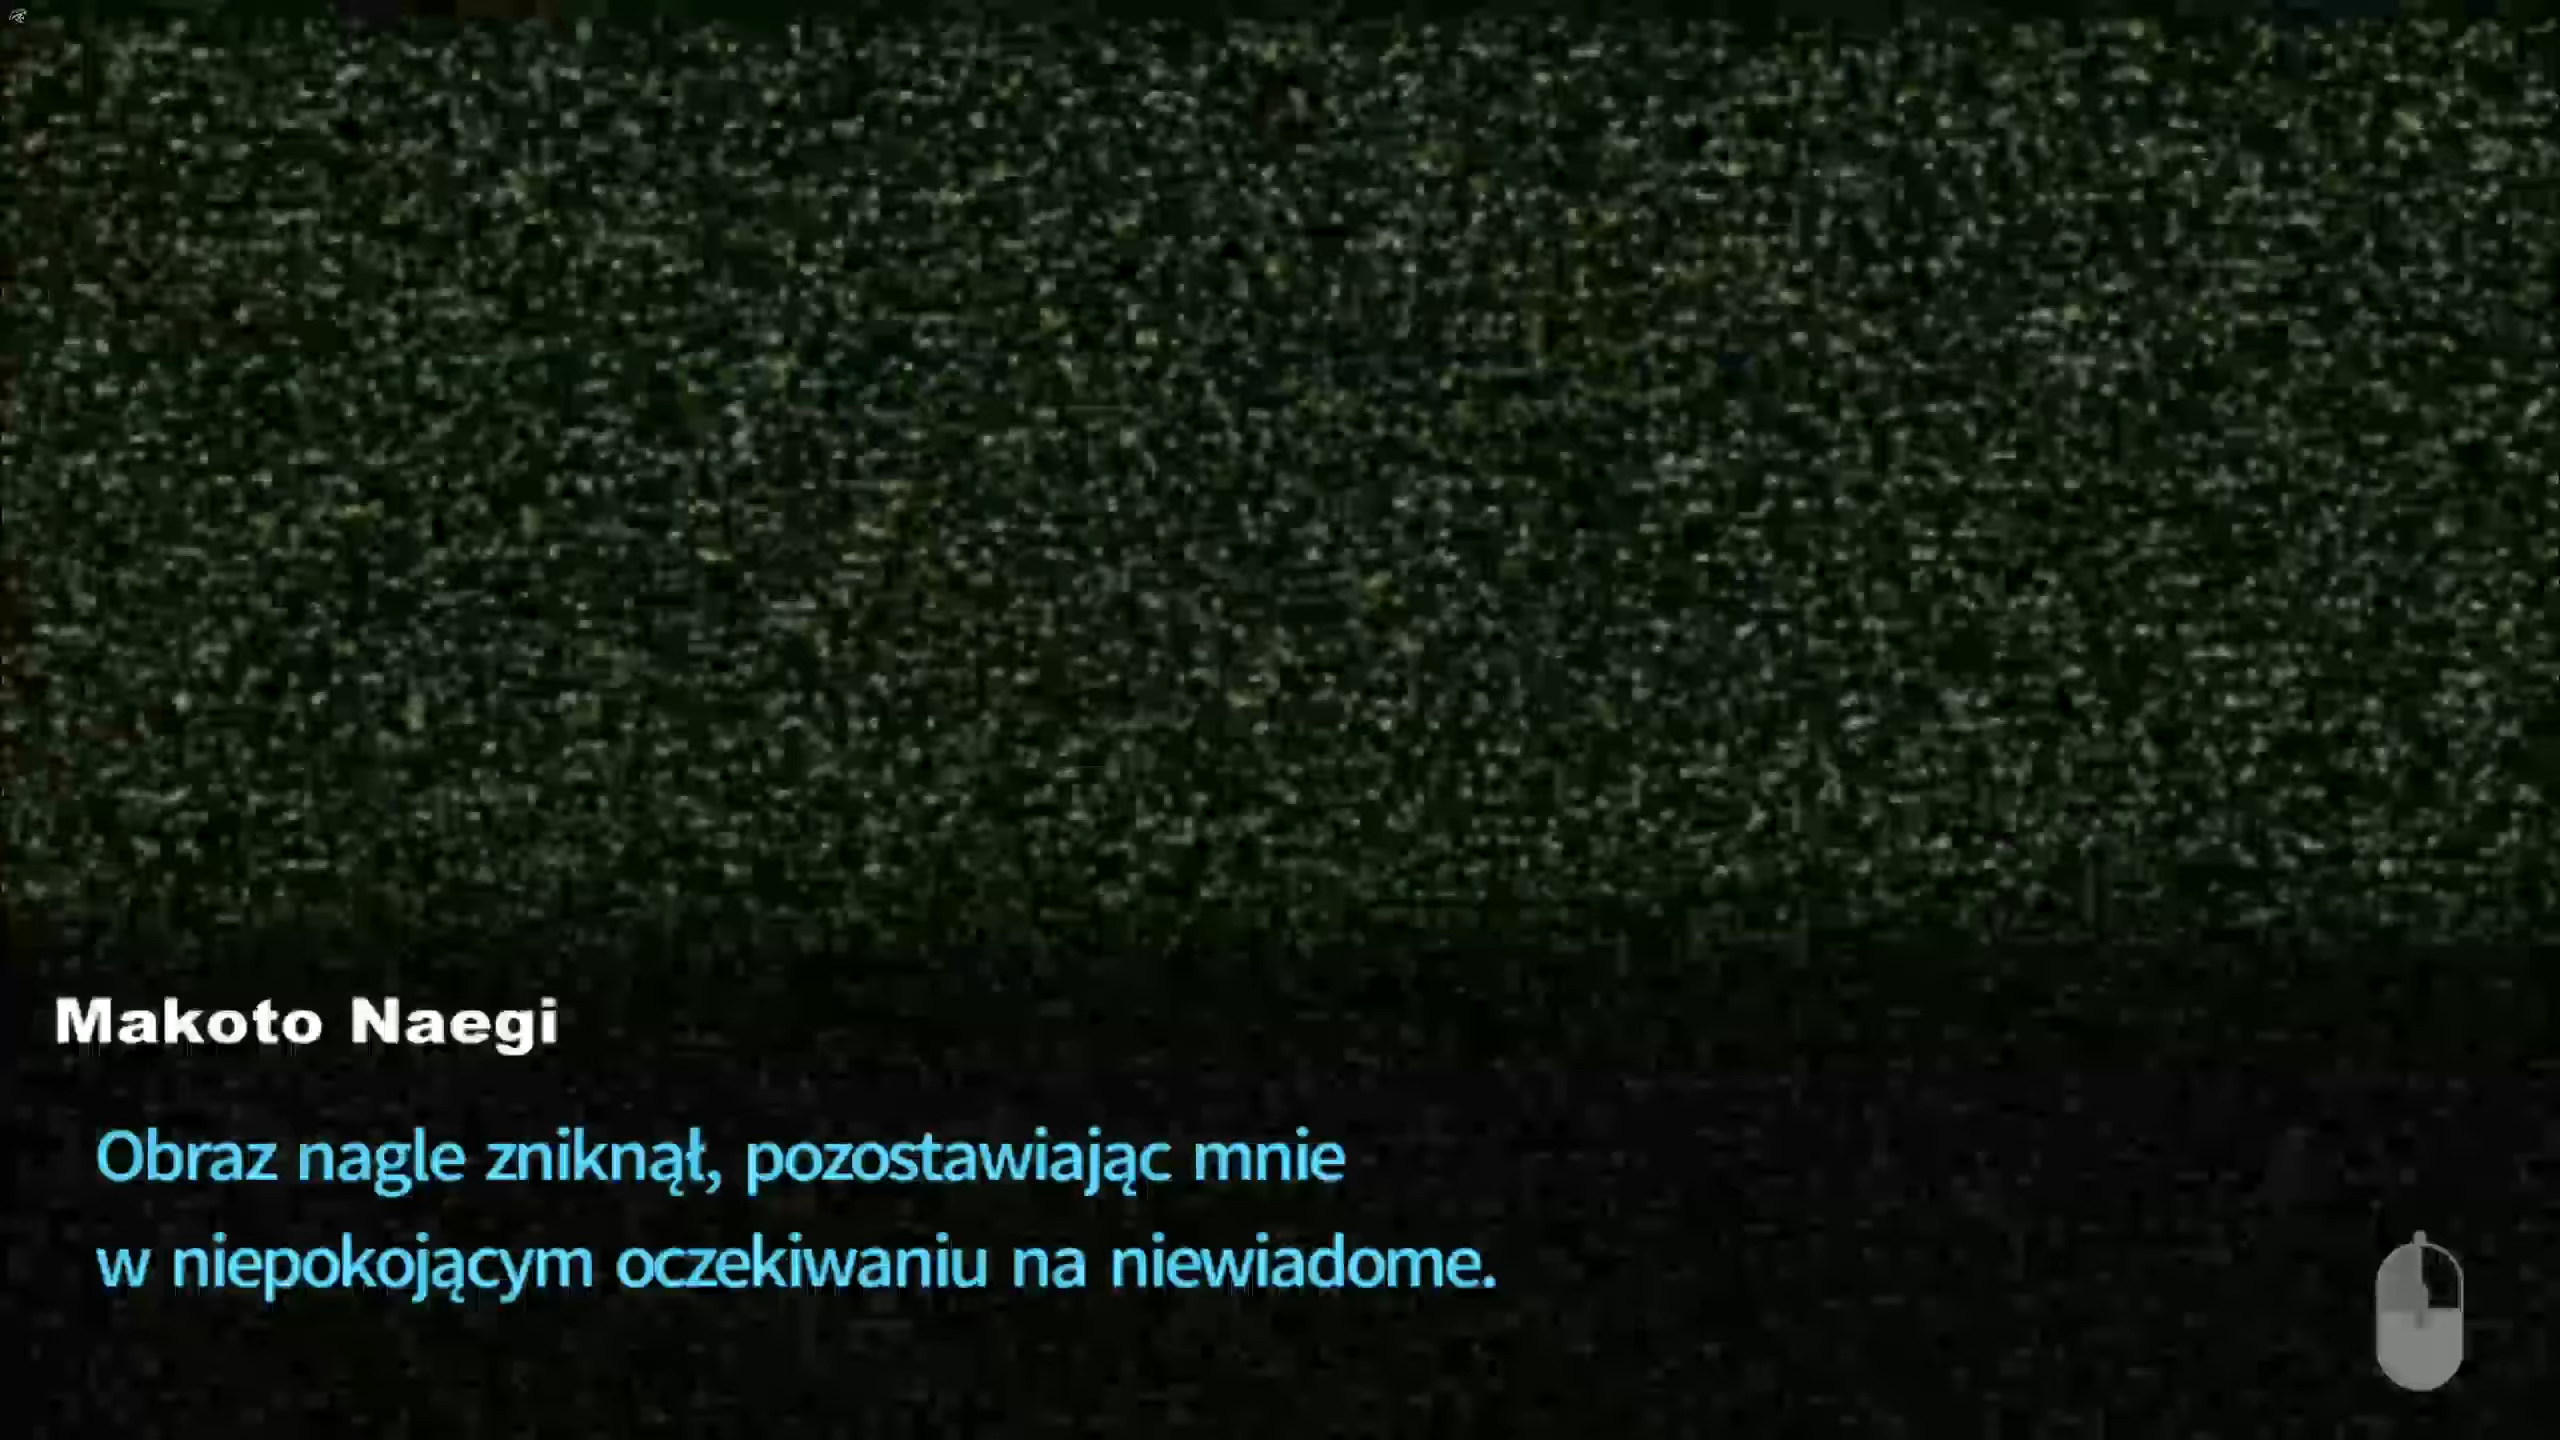 Makoto Naegi
Obraz nagle zniknął, pozostawiając mnie
w niepokojącym oczekiwaniu na niewiadome.